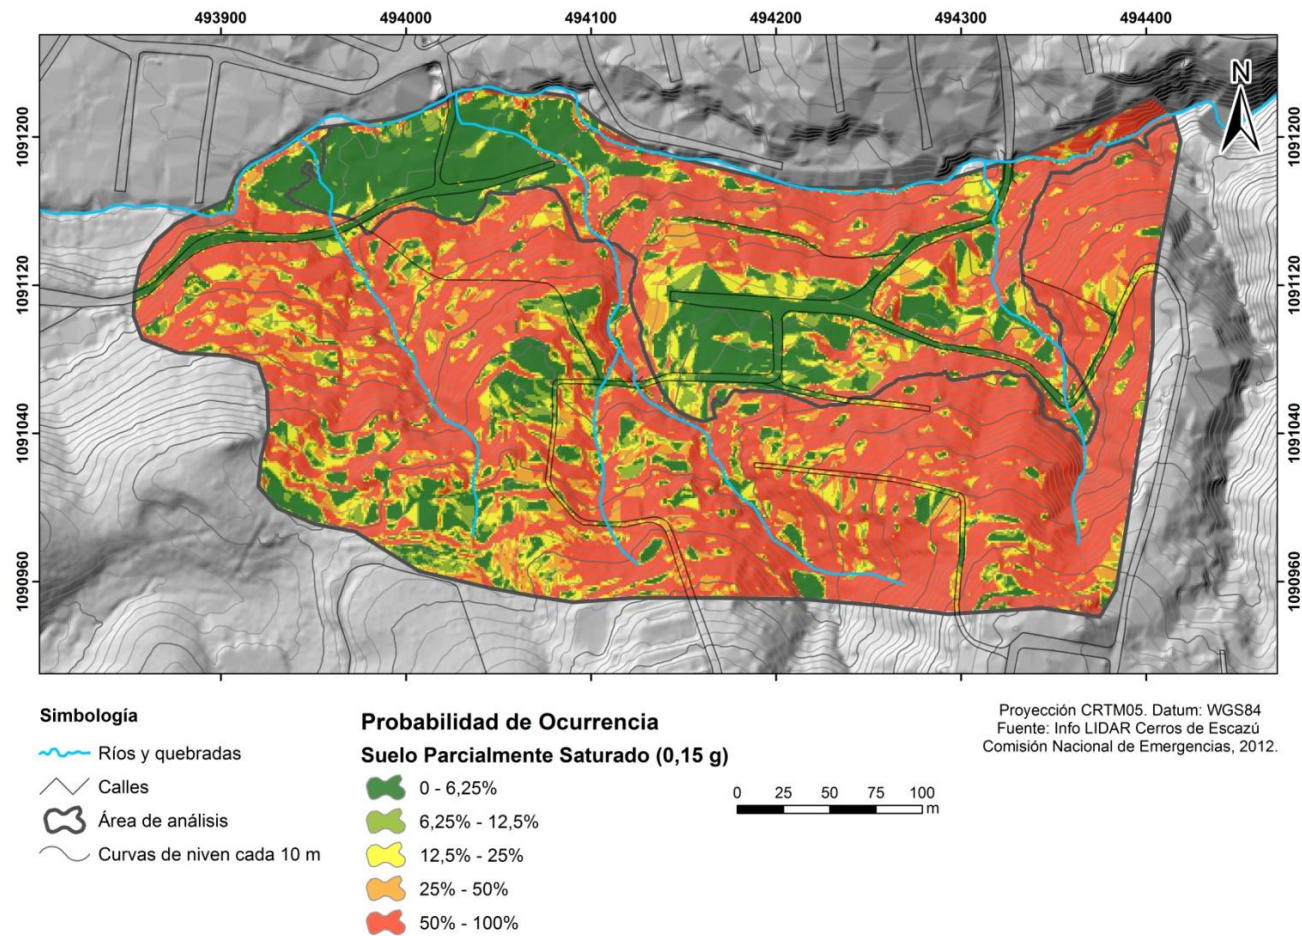 493900 494000 494100 494200 494300 494400
N
1091200 1091200
1091120 1091120
1091040 1091040
1090960 1090960
Simbología
Ríos y quebradas
Calles
Área de análisis
Curvas de niven cada 10 m
Probabilidad de Ocurrencia
Suelo Parcialmente Saturado (0,15 g)
0 - 6,25%
6,25% - 12,5%
12,5% - 25%
25% - 50%
50% - 100%
0 25 50 75 100
m
Proyección CRTM05. Datum: WGS84
Fuente: Info LIDAR Cerros de Escazú
Comisión Nacional de Emergencias, 2012.